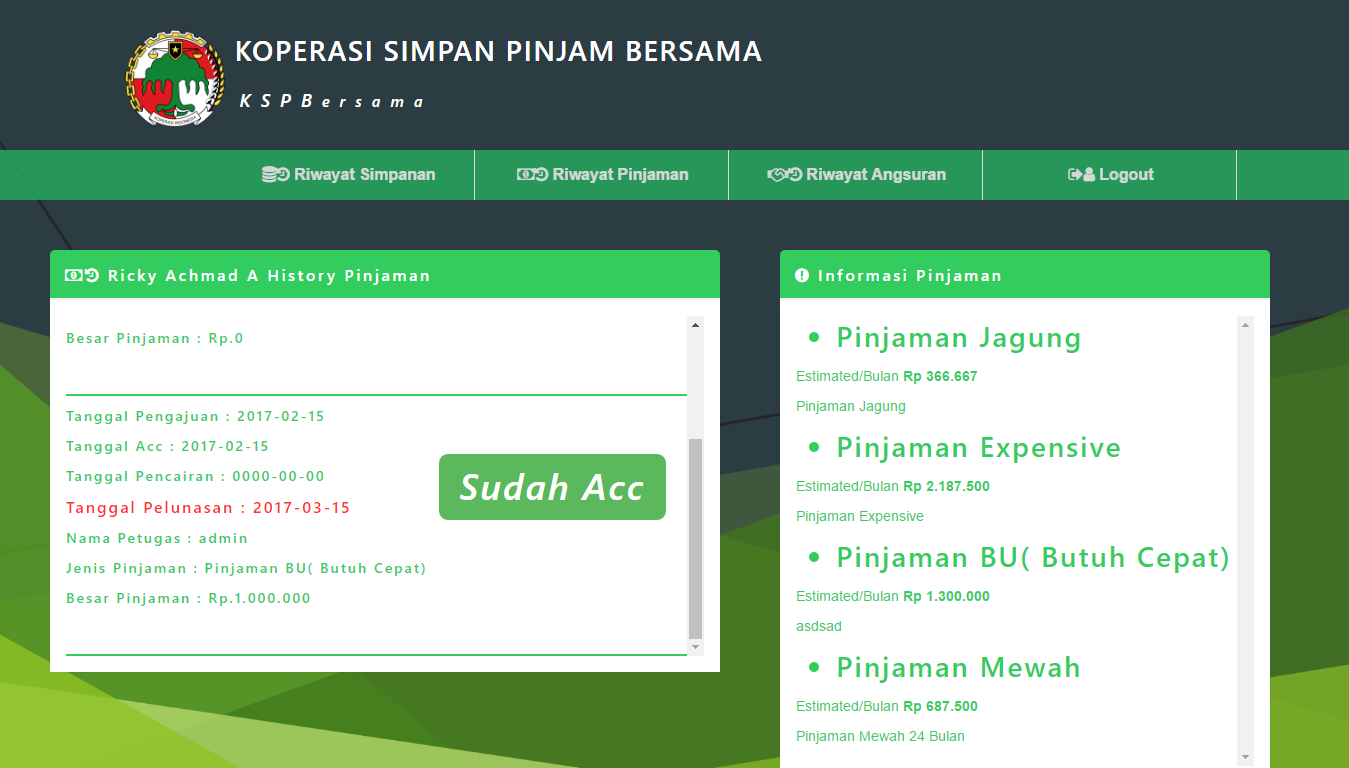 KOPERASI SIMPAN PINJAM BERSAMA
KSPBersama
KOPERASI INDONESIA
Riwayat Simpanan
Riwayat Pinjaman
Riwayat Angsuran
Logout
Ricky Achmad A History Pinjaman
Besar Pinjaman : Rp.0
Tanggal Pengajuan : 2017-02-15
Tanggal Acc : 2017-02-15
Tanggal Pencairan : 0000-00-00
Tanggal Pelunasan : 2017-03-15
Nama Petugas : admin
Jenis Pinjaman : Pinjaman BU( Butuh Cepat)
Besar Pinjaman : Rp.1.000.000
Sudah Acc
Informasi Pinjaman
Pinjaman Jagung
Estimated/Bulan Rp 366.667
Pinjaman Jagung
Pinjaman Expensive
Estimated/Bulan Rp 2.187.500
Pinjaman Expensive
Pinjaman BU( Butuh Cepat)
Estimated/Bulan Rp 1.300.000
asdsad
Pinjaman Mewah
Estimated/Bulan Rp 687.500
Pinjaman Mewah 24 Bulan